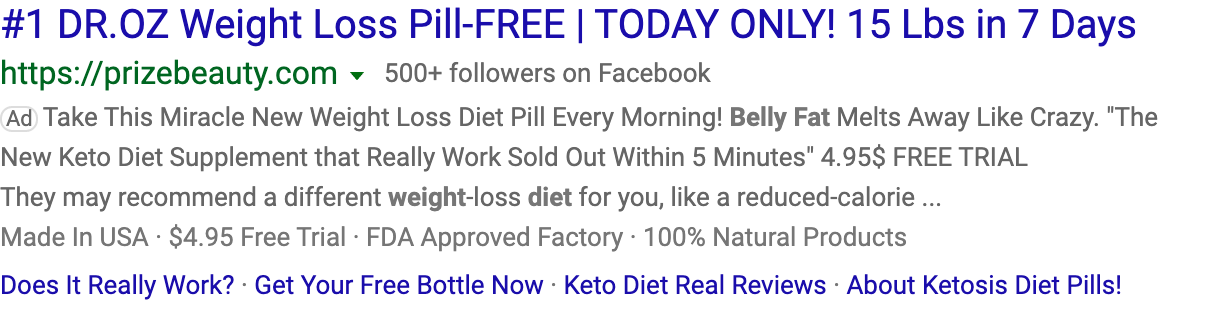 #1 DR.OZ Weight Loss Pill-FREE | TODAY ONLY! 15 Lbs in 7 Days
https://prizebeauty.com 500+ followers on Facebook
Ad Take This Miracle New Weight Loss Diet Pill Every Morning! Belly Fat Melts Away Like Crazy. "The
New Keto Diet Supplement that Really Work Sold Out Within 5 Minutes" 4.95$ FREE TRIAL
They may recommend a different weight-loss diet for you, like a reduced-calorie ...
Made In USA · $4.95 Free Trial · FDA Approved Factory · 100% Natural Products
Does It Really Work? · Get Your Free Bottle Now · Keto Diet Real Reviews · About Ketosis Diet Pills!